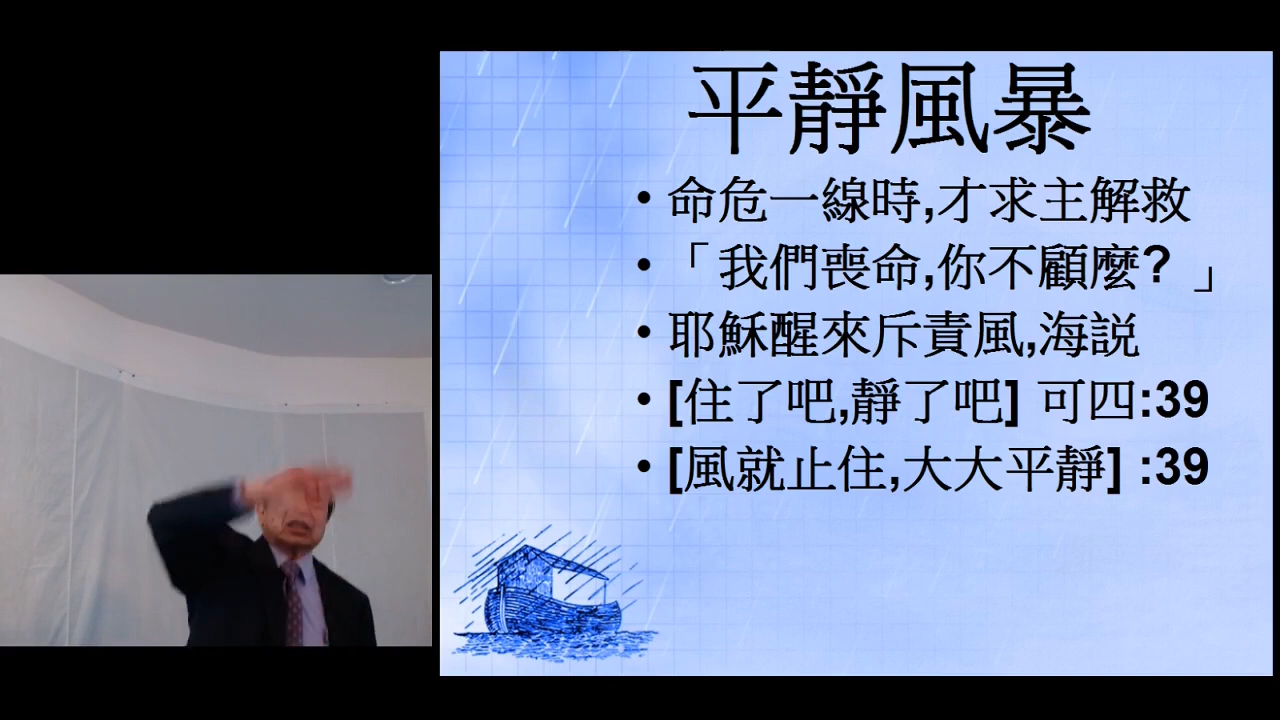 平靜風暴
• 命危一線時,才求主解救
• 「我們喪命,你不顧麼? 」
• 耶穌醒來斥責風,海説
• [住了吧,靜了吧] 可四:39
• [風就止住,大大平靜] :39